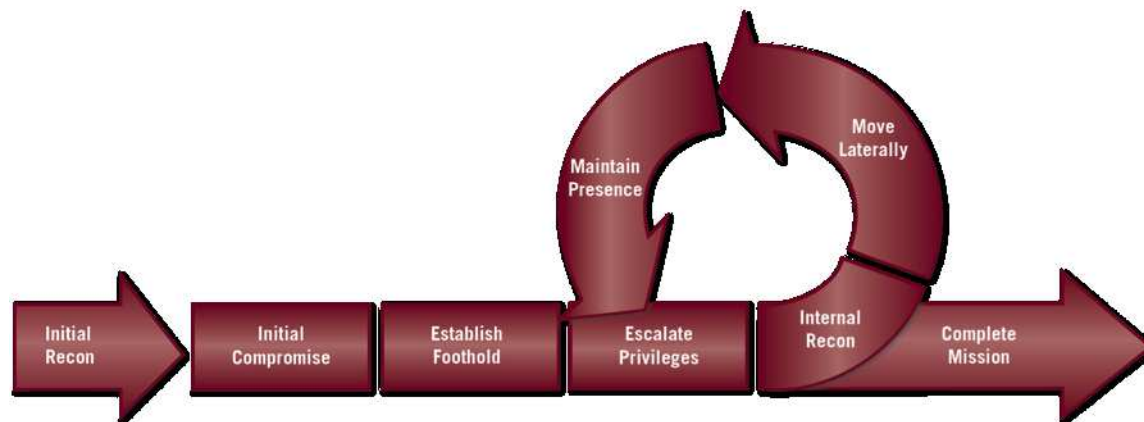 Initial
Recon
Initial
Compromise
Establish
Foothold
Escalate
Privileges
Internal
Recon
Move
Laterally
Maintain
Presence
Complete
Mission